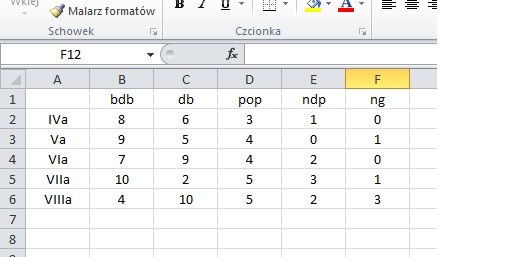 Wklej
Malarz formatów
Schowek Czcionka
F12 fx
A B C D E F
1 bdb db pop ndp ng
2 IVa 8 6 3 1 0
3 Va 9 5 4 0 1
4 VIa 7 9 4 2 0
5 VIIa 10 2 5 3 1
6 VIIIa 4 10 5 2 3
7
8